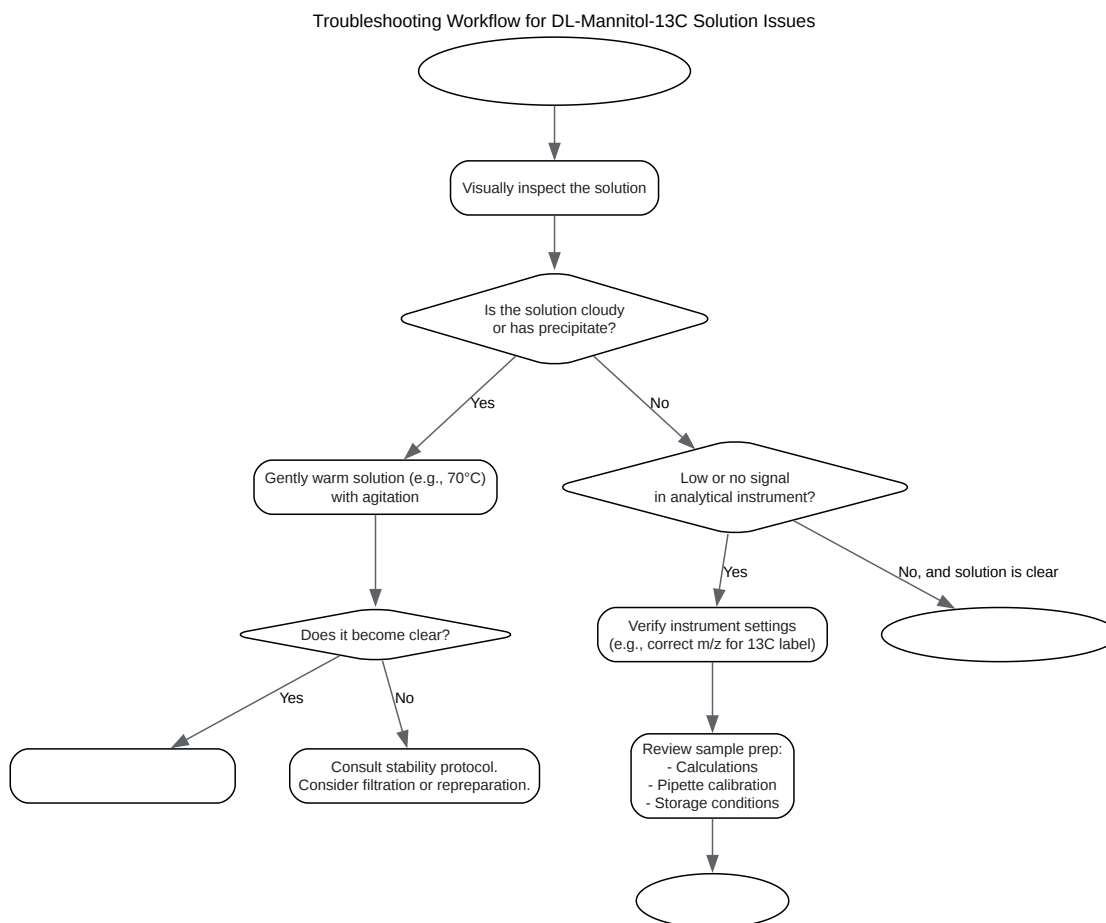 Troubleshooting Workflow for DL-Mannitol-13C Solution Issues
Visually inspect the solution
Is the solution cloudy
or has precipitate?
Yes
No
Gently warm solution (e.g., 70°C)
with agitation
Low or no signal
in analytical instrument?
Yes
No, and solution is clear
Does it become clear?
Verify instrument settings
(e.g., correct m/z for 13C label)
Yes
No
Consult stability protocol.
Consider filtration or repreparation.
Review sample prep:
- Calculations
- Pipette calibration
- Storage conditions